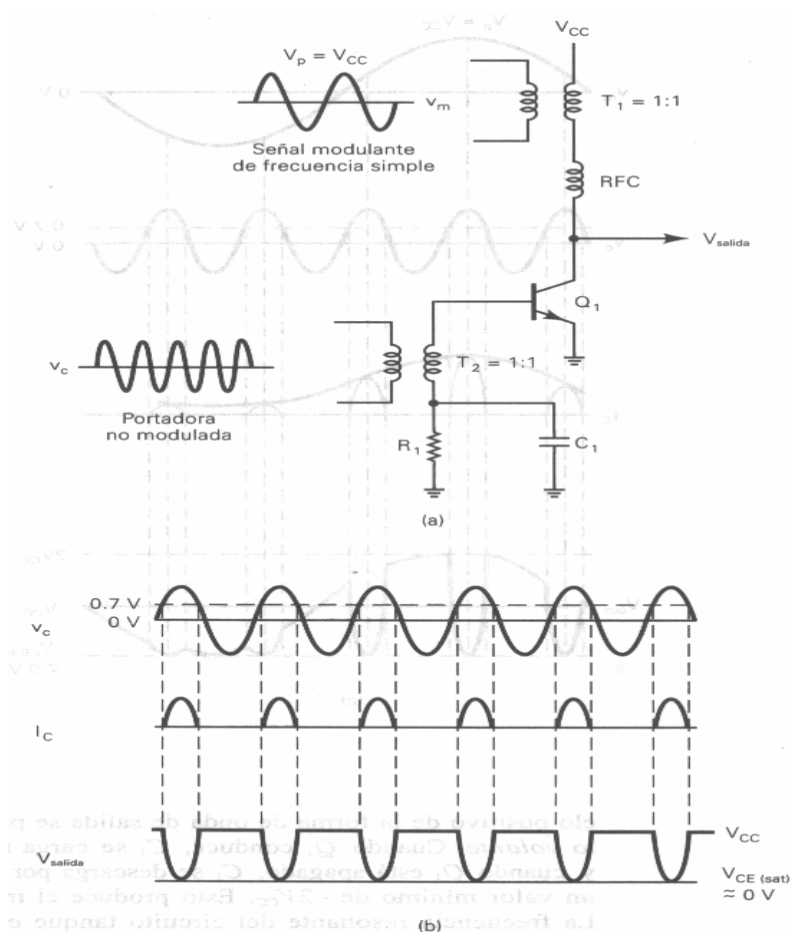 V_CC
V_p = V_CC
v_m
T_1 = 1:1
Señal modulante
de frecuencia simple
RFC
V_salida
Q_1
v_c
T_2 = 1:1
Portadora
no modulada
R_1
C_1
(a)
0.7 V
0 V
v_c
I_C
V_CC
V_salida
V_CE (sat)
≈ 0 V
(b)